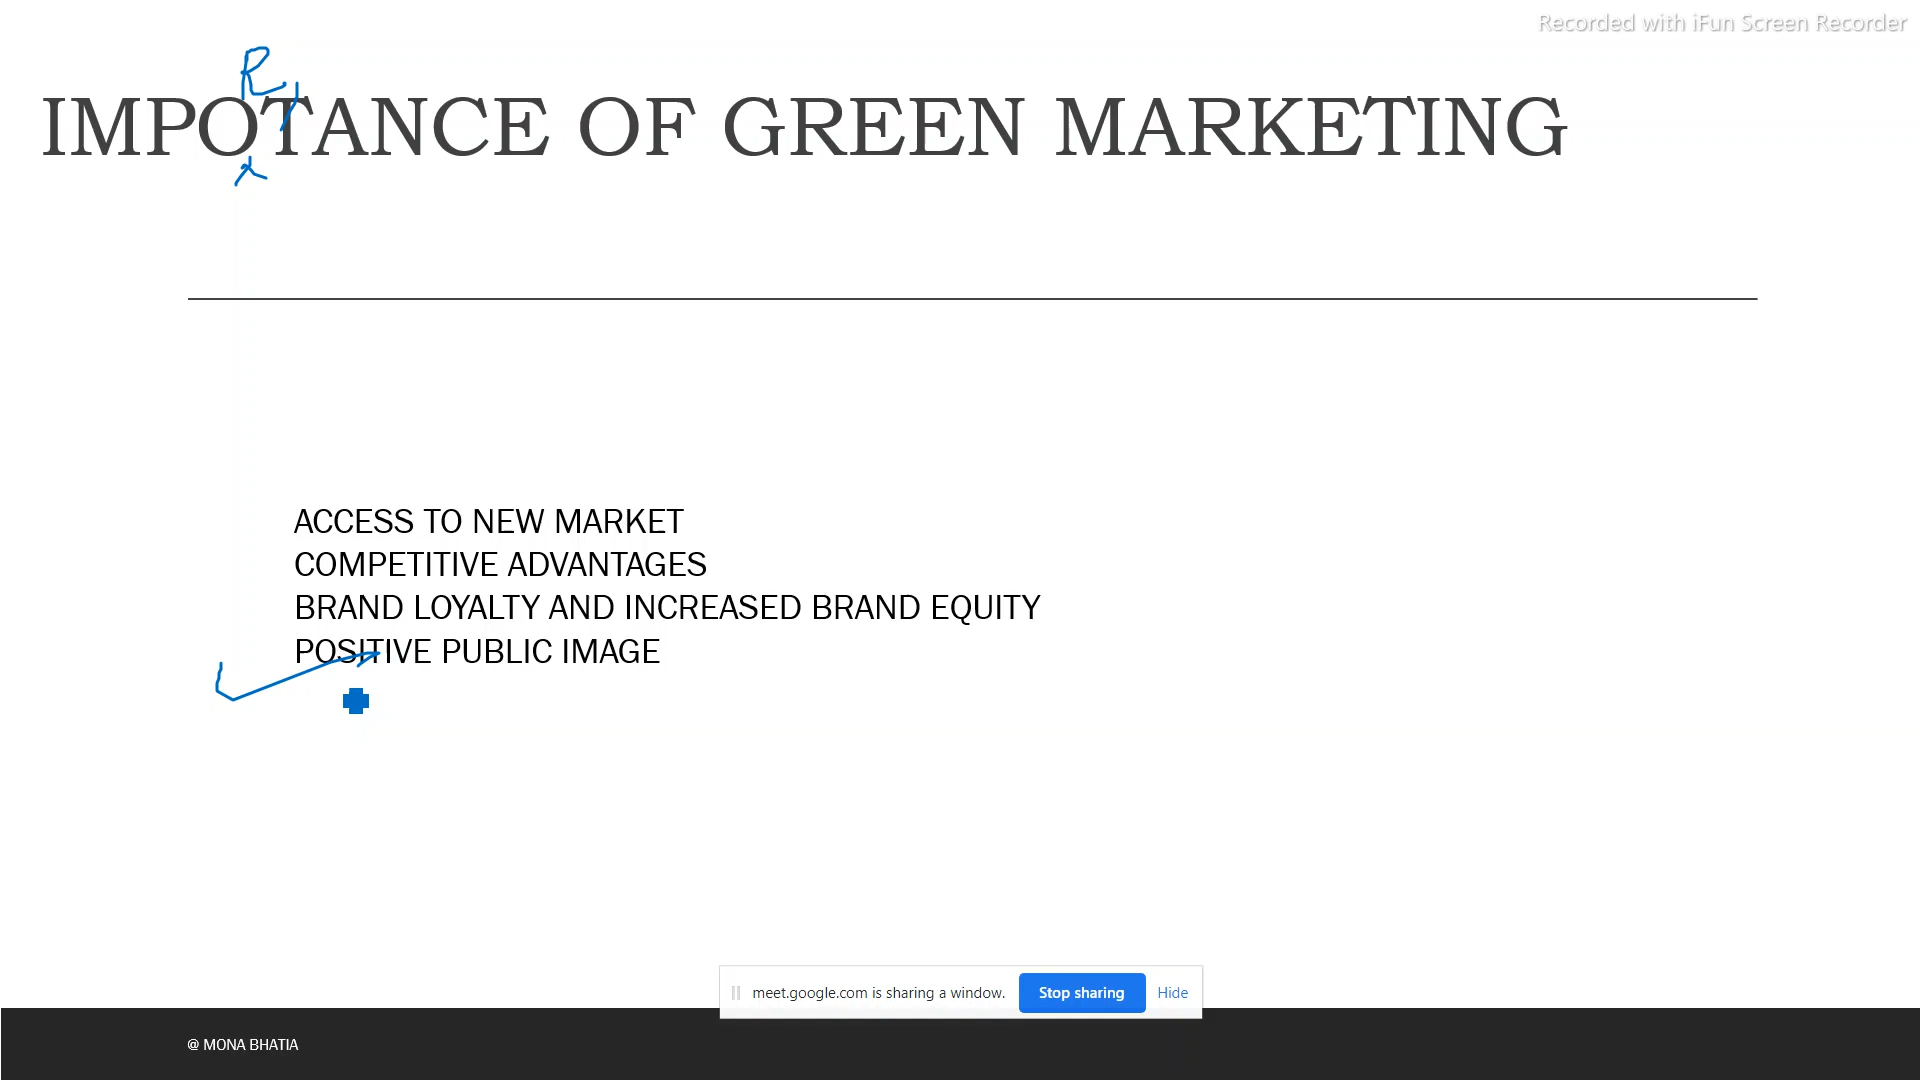 Recorded with iFun Screen Recorder
R
IMPOTANCE OF GREEN MARKETING
ACCESS TO NEW MARKET
COMPETITIVE ADVANTAGES
BRAND LOYALTY AND INCREASED BRAND EQUITY
POSITIVE PUBLIC IMAGE
meet.google.com is sharing a window. Stop sharing Hide
@ MONA BHATIA